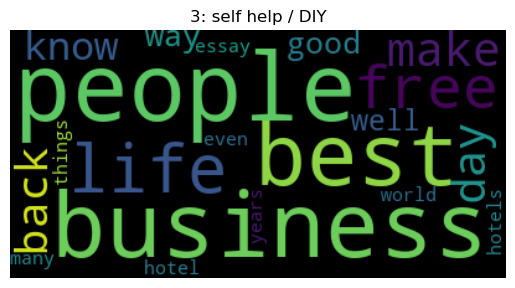 3: self help / DIY
know
way
essay
good
make
people
free
well
best
day
back
things
life
even
business
years
world
hotels
many
hotel